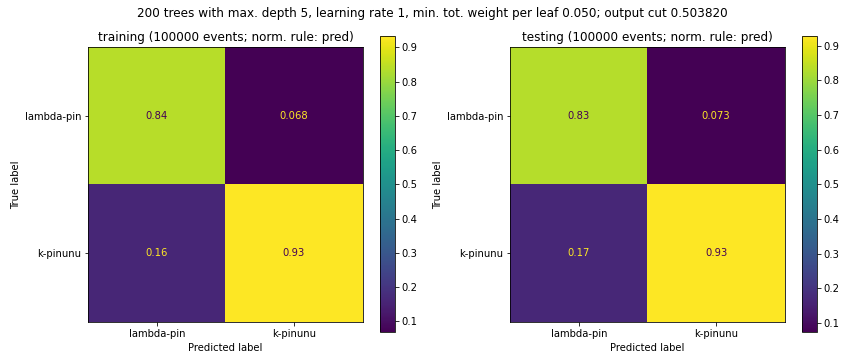 200 trees with max. depth 5, learning rate 1, min. tot. weight per leaf 0.050; output cut 0.503820
training (100000 events; norm. rule: pred)
True label
lambda-pin
k-pinunu
0.84
0.068
0.16
0.93
lambda-pin
k-pinunu
Predicted label
0.9
0.8
0.7
0.6
0.5
0.4
0.3
0.2
0.1
testing (100000 events; norm. rule: pred)
True label
lambda-pin
k-pinunu
0.83
0.073
0.17
0.93
lambda-pin
k-pinunu
Predicted label
0.9
0.8
0.7
0.6
0.5
0.4
0.3
0.2
0.1